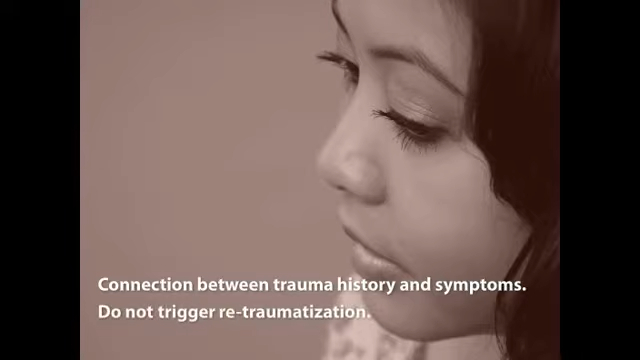 Connection between trauma history and symptoms.
Do not trigger re-traumatization.